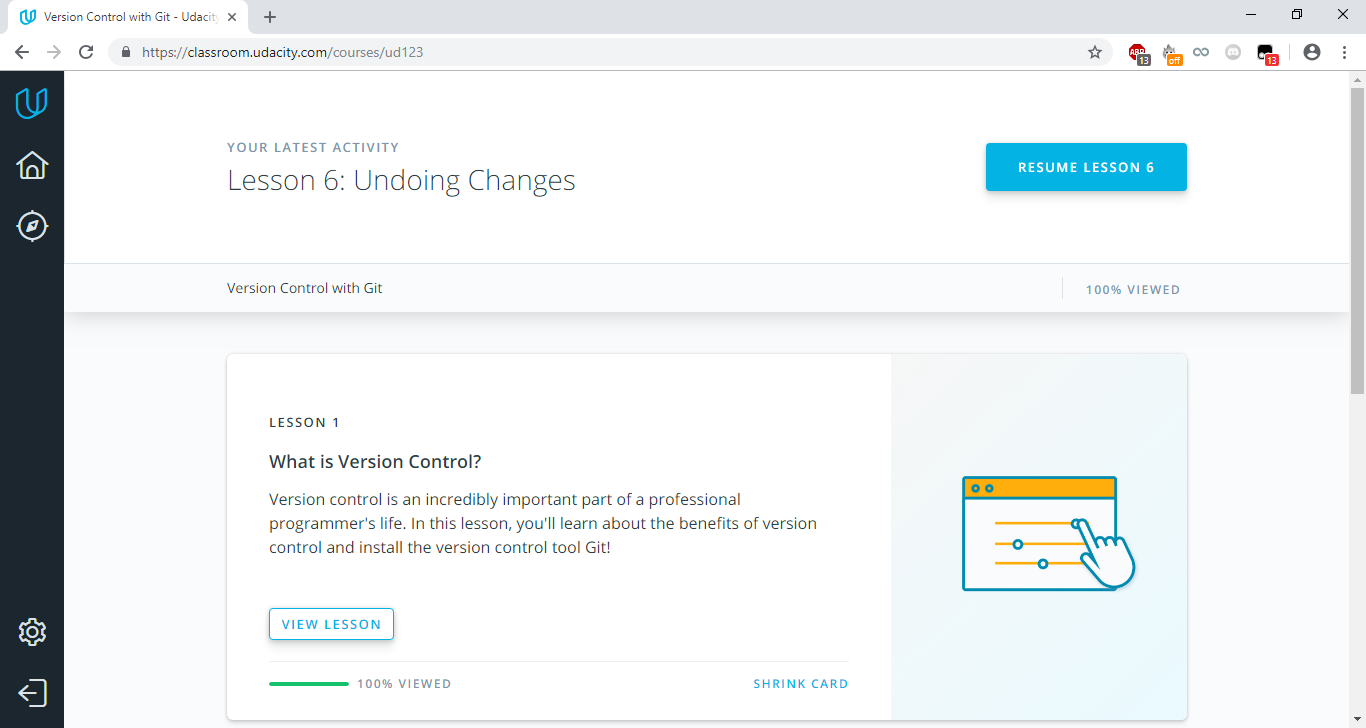 Version Control with Git - Udacity
https://classroom.udacity.com/courses/ud123
ABP
13
off
13
YOUR LATEST ACTIVITY
Lesson 6: Undoing Changes
RESUME LESSON 6
Version Control with Git
100% VIEWED
LESSON 1
What is Version Control?
Version control is an incredibly important part of a professional
programmer's life. In this lesson, you'll learn about the benefits of version
control and install the version control tool Git!
VIEW LESSON
100% VIEWED
SHRINK CARD